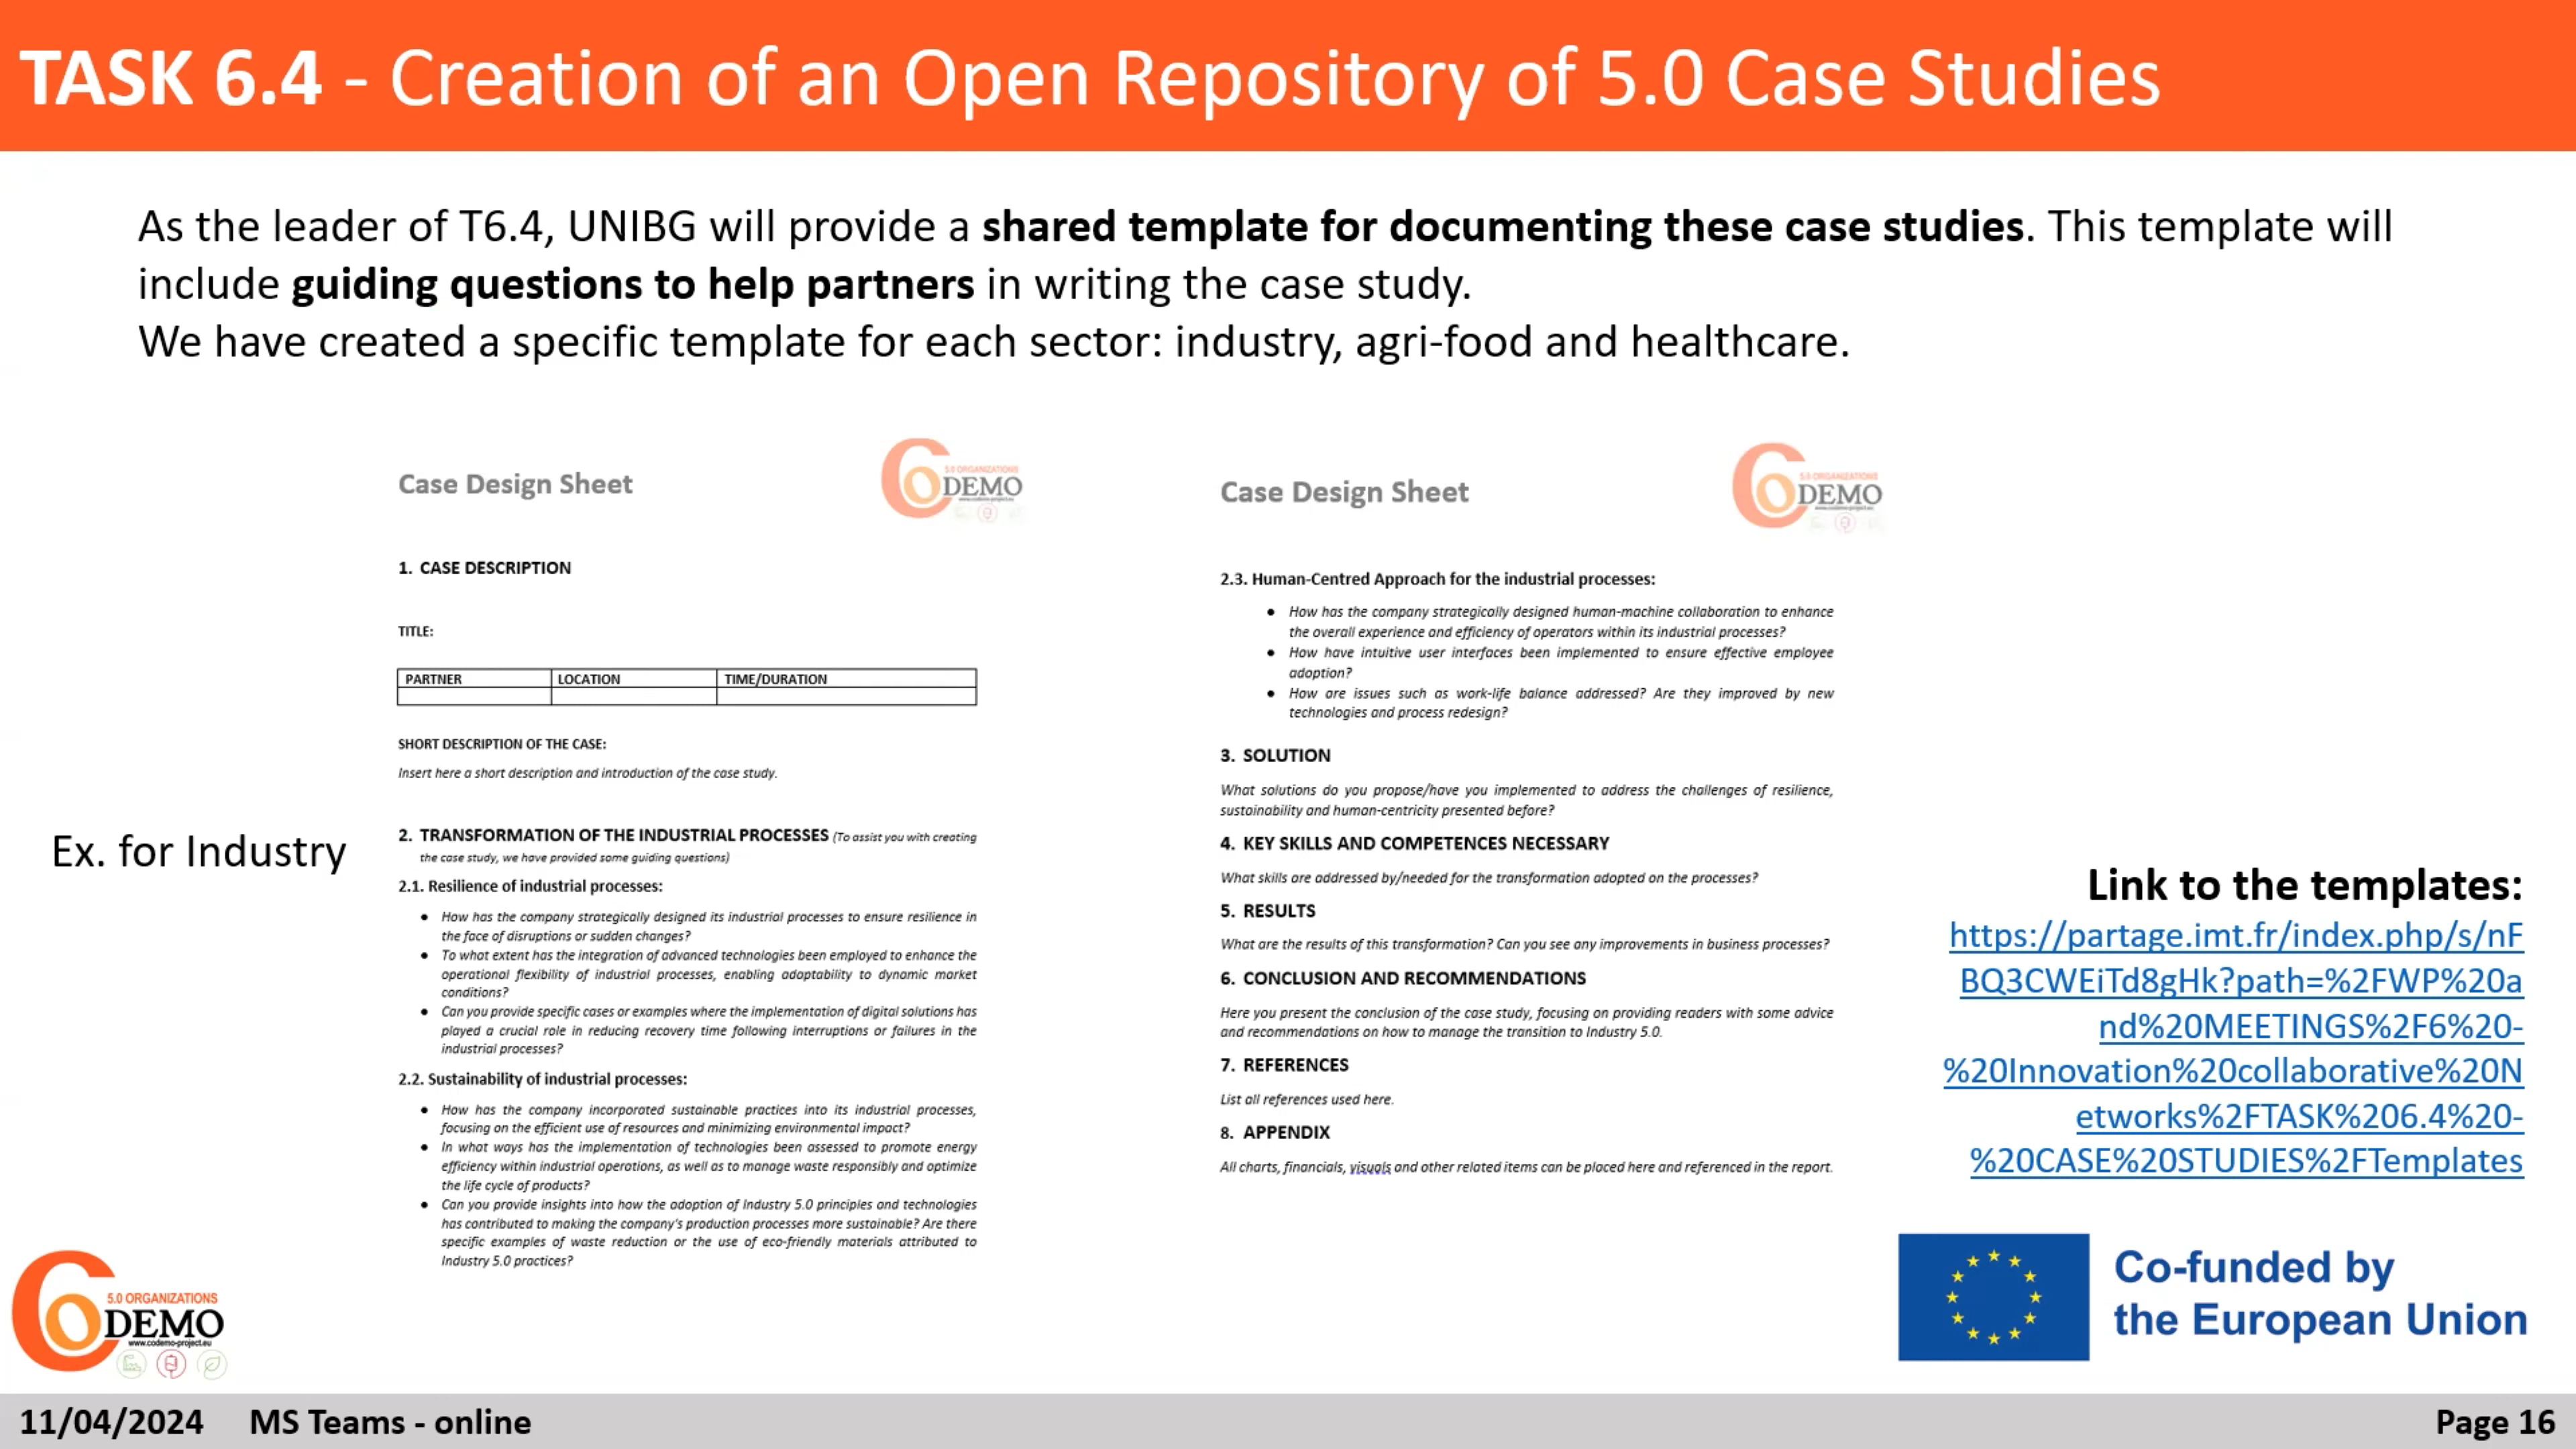 TASK 6.4 - Creation of an Open Repository of 5.0 Case Studies
As the leader of T6.4, UNIBG will provide a shared template for documenting these case studies. This template will
include guiding questions to help partners in writing the case study.
We have created a specific template for each sector: industry, agri-food and healthcare.
Ex. for Industry
Case Design Sheet
5.0 ORGANIZATIONS
DEMO
1. CASE DESCRIPTION
TITLE:
PARTNER LOCATION TIME/DURATION
SHORT DESCRIPTION OF THE CASE:
Insert here a short description and introduction of the case study.
2. TRANSFORMATION OF THE INDUSTRIAL PROCESSES (To assist you with creating
the case study, we have provided some guiding questions)
2.1. Resilience of industrial processes:
● How has the company strategically designed its industrial processes to ensure resilience in
the face of disruptions or sudden changes?
● To what extent has the integration of advanced technologies been employed to enhance the
operational flexibility of industrial processes, enabling adaptability to dynamic market
conditions?
● Can you provide specific cases or examples where the implementation of digital solutions has
played a crucial role in reducing recovery time following interruptions or failures in the
industrial processes?
2.2. Sustainability of industrial processes:
● How has the company incorporated sustainable practices into its industrial processes,
focusing on the efficient use of resources and minimizing environmental impact?
● In what ways has the implementation of technologies been assessed to promote energy
efficiency within industrial operations, as well as to manage waste responsibly and optimize
the life cycle of products?
● Can you provide insights into how the adoption of Industry 5.0 principles and technologies
has contributed to making the company's production processes more sustainable? Are there
specific examples of waste reduction or the use of eco-friendly materials attributed to
Industry 5.0 practices?
Case Design Sheet
5.0 ORGANIZATIONS
DEMO
2.3. Human-Centred Approach for the industrial processes:
● How has the company strategically designed human-machine collaboration to enhance
the overall experience and efficiency of operators within its industrial processes?
● How have intuitive user interfaces been implemented to ensure effective employee
adoption?
● How are issues such as work-life balance addressed? Are they improved by new
technologies and process redesign?
3. SOLUTION
What solutions do you propose/have you implemented to address the challenges of resilience,
sustainability and human-centricity presented before?
4. KEY SKILLS AND COMPETENCES NECESSARY
What skills are addressed by/needed for the transformation adopted on the processes?
5. RESULTS
What are the results of this transformation? Can you see any improvements in business processes?
6. CONCLUSION AND RECOMMENDATIONS
Here you present the conclusion of the case study, focusing on providing readers with some advice
and recommendations on how to manage the transition to Industry 5.0.
7. REFERENCES
List all references used here.
8. APPENDIX
All charts, financials, visuals and other related items can be placed here and referenced in the report.
Link to the templates:
https://partage.imt.fr/index.php/s/nF
BQ3CWEiTd8gHk?path=%2FWP%20a
nd%20MEETINGS%2F6%20-
%20Innovation%20collaborative%20N
etworks%2FTASK%206.4%20-
%20CASE%20STUDIES%2FTemplates
5.0 ORGANIZATIONS
CODEMO
www.codemo-project.eu
Co-funded by
the European Union
11/04/2024 MS Teams - online Page 16